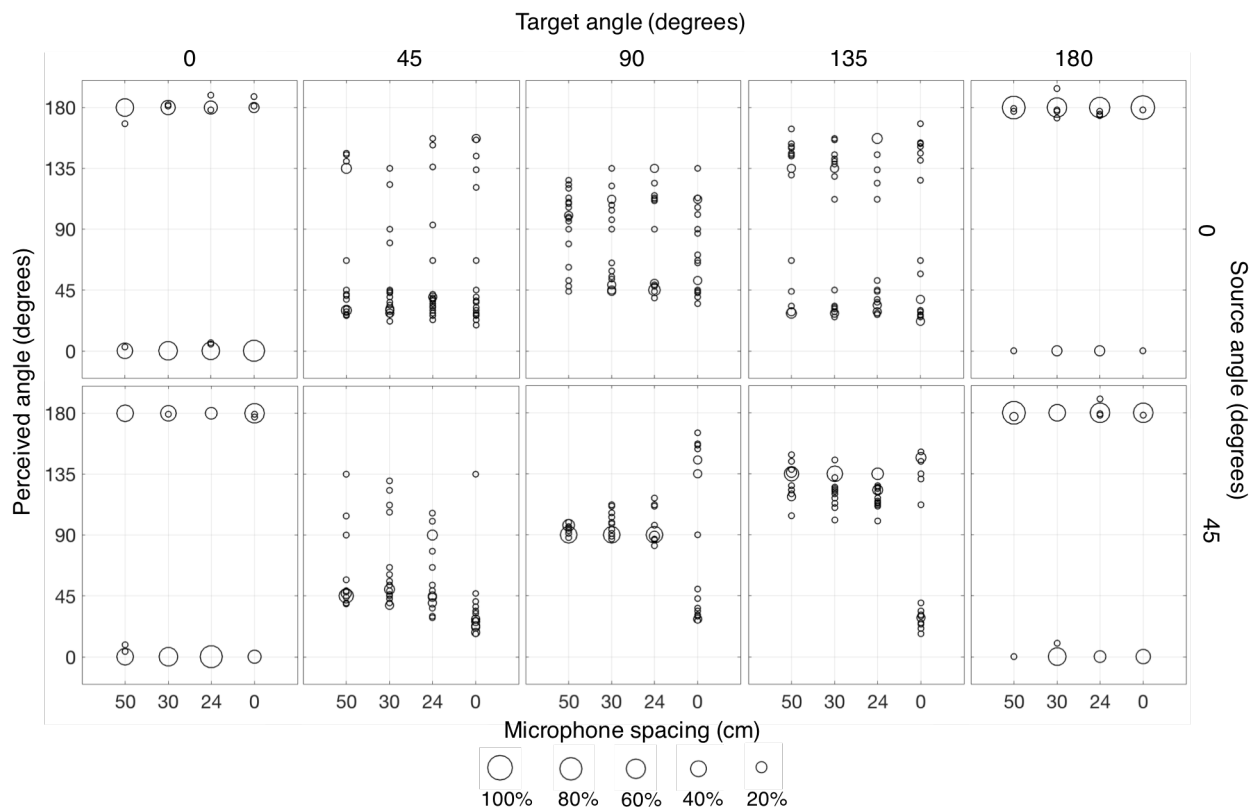 Target angle (degrees)
0 45 90 135 180
180
135
90
45
0
0
180
135
90
45
0
45
Perceived angle (degrees)
Source angle (degrees)
50 30 24 0 50 30 24 0 50 30 24 0 50 30 24 0 50 30 24 0
Microphone spacing (cm)
100% 80% 60% 40% 20%